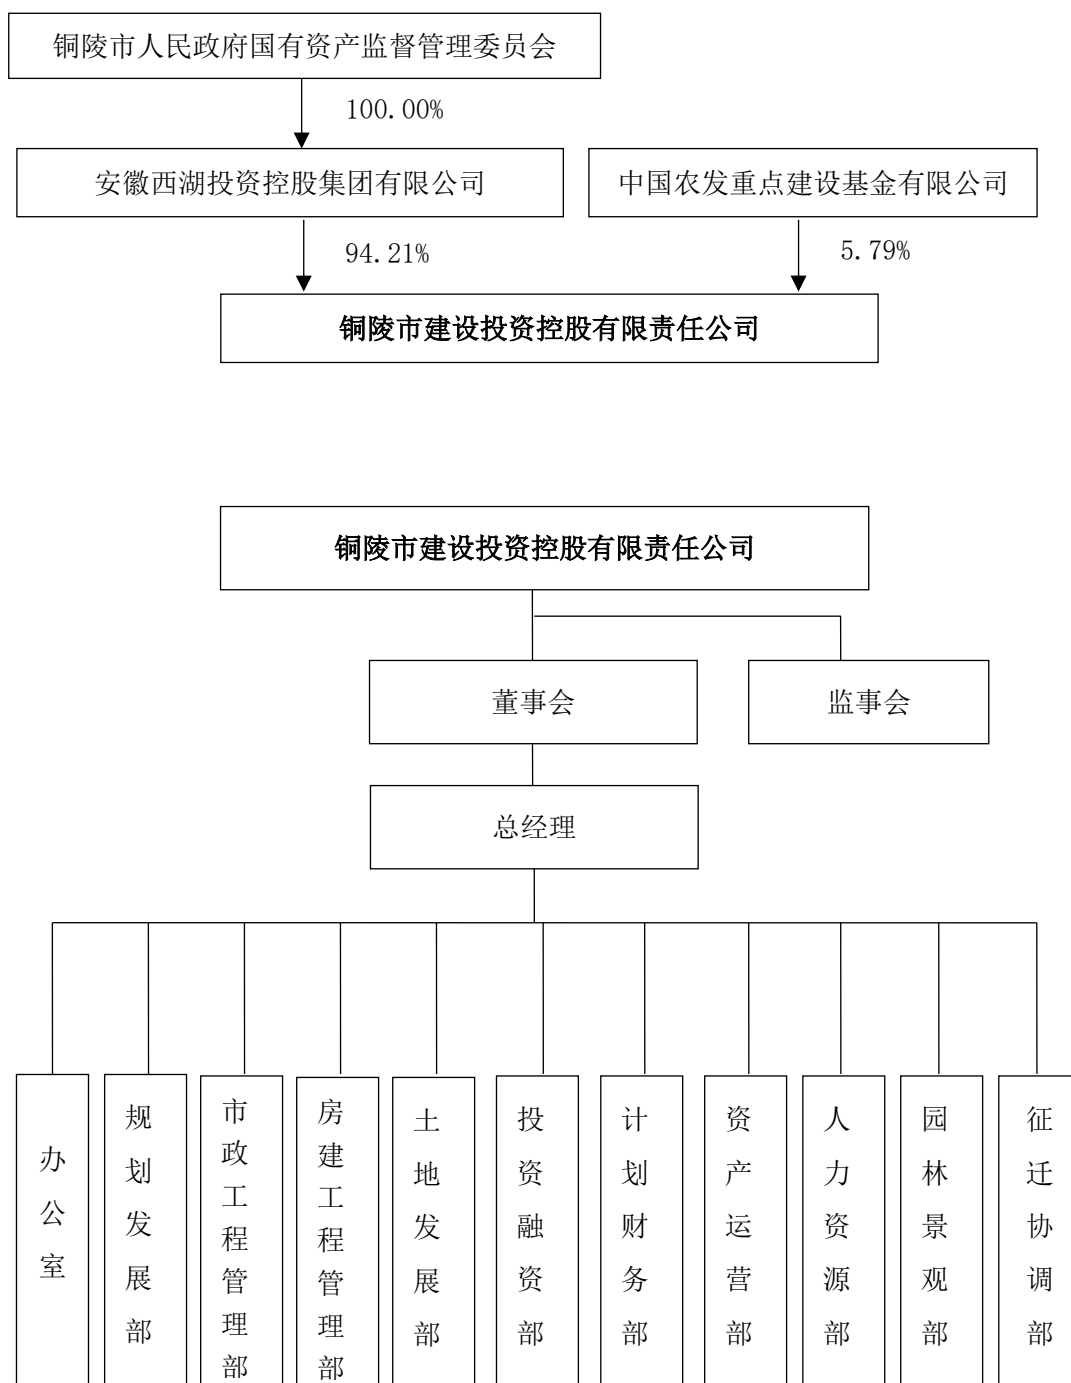 铜陵市人民政府国有资产监督管理委员会
100.00%
安徽西湖投资控股集团有限公司
中国农发重点建设基金有限公司
94.21%
5.79%
铜陵市建设投资控股有限责任公司
铜陵市建设投资控股有限责任公司
董事会
监事会
总经理
办公室
规划发展部
市政工程管理部
房建工程管理部
土地发展部
投资融资部
计划财务部
资产运营部
人力资源部
园林景观部
征迁协调部